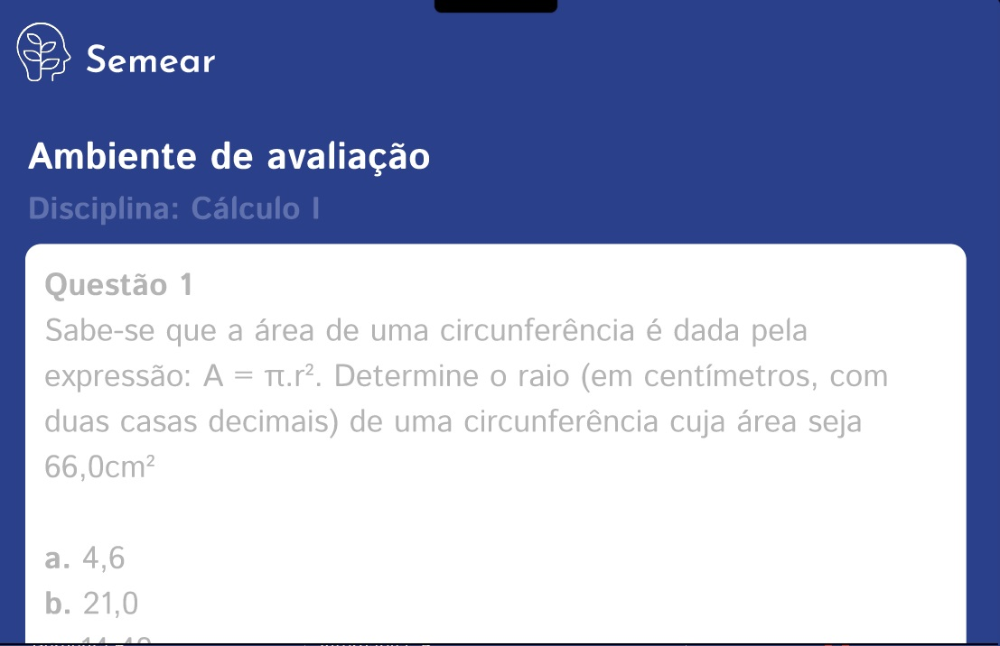 Semear
Ambiente de avaliação
Disciplina: Cálculo I
Questão 1
Sabe-se que a área de uma circunferência é dada pela
expressão: A = π.r². Determine o raio (em centímetros, com
duas casas decimais) de uma circunferência cuja área seja
66,0cm²
a. 4,6
b. 21,0